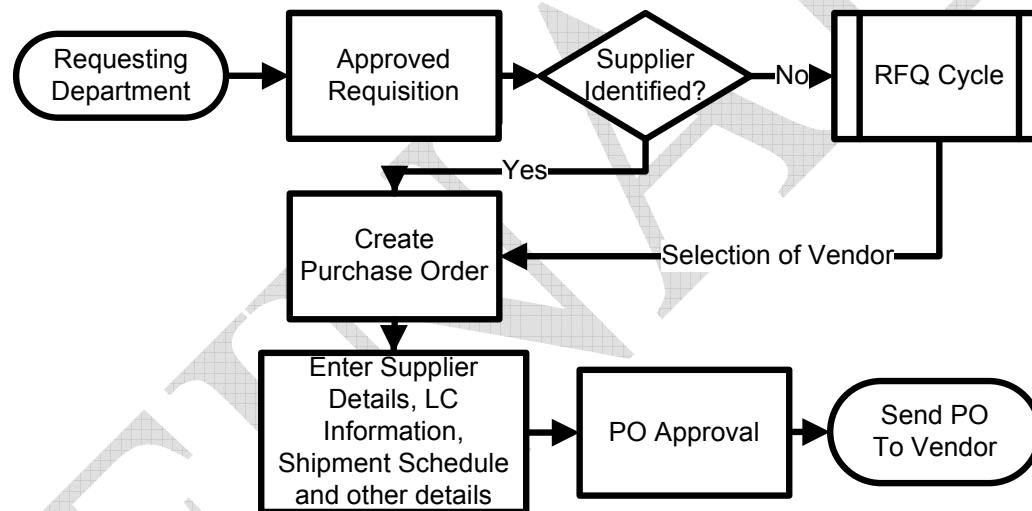 Requesting
Department
Approved
Requisition
Supplier
Identified?
No
RFQ Cycle
Yes
Create
Purchase Order
Selection of Vendor
Enter Supplier
Details, LC
Information,
Shipment Schedule
and other details
PO Approval
Send PO
To Vendor